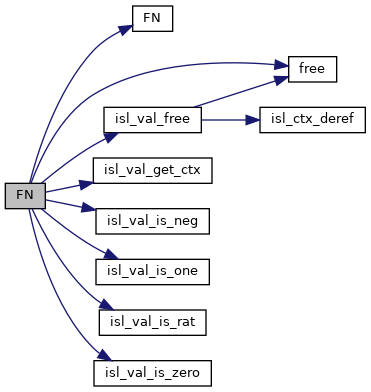 FN
free
isl_val_free
isl_ctx_deref
isl_val_get_ctx
FN
isl_val_is_neg
isl_val_is_one
isl_val_is_rat
isl_val_is_zero